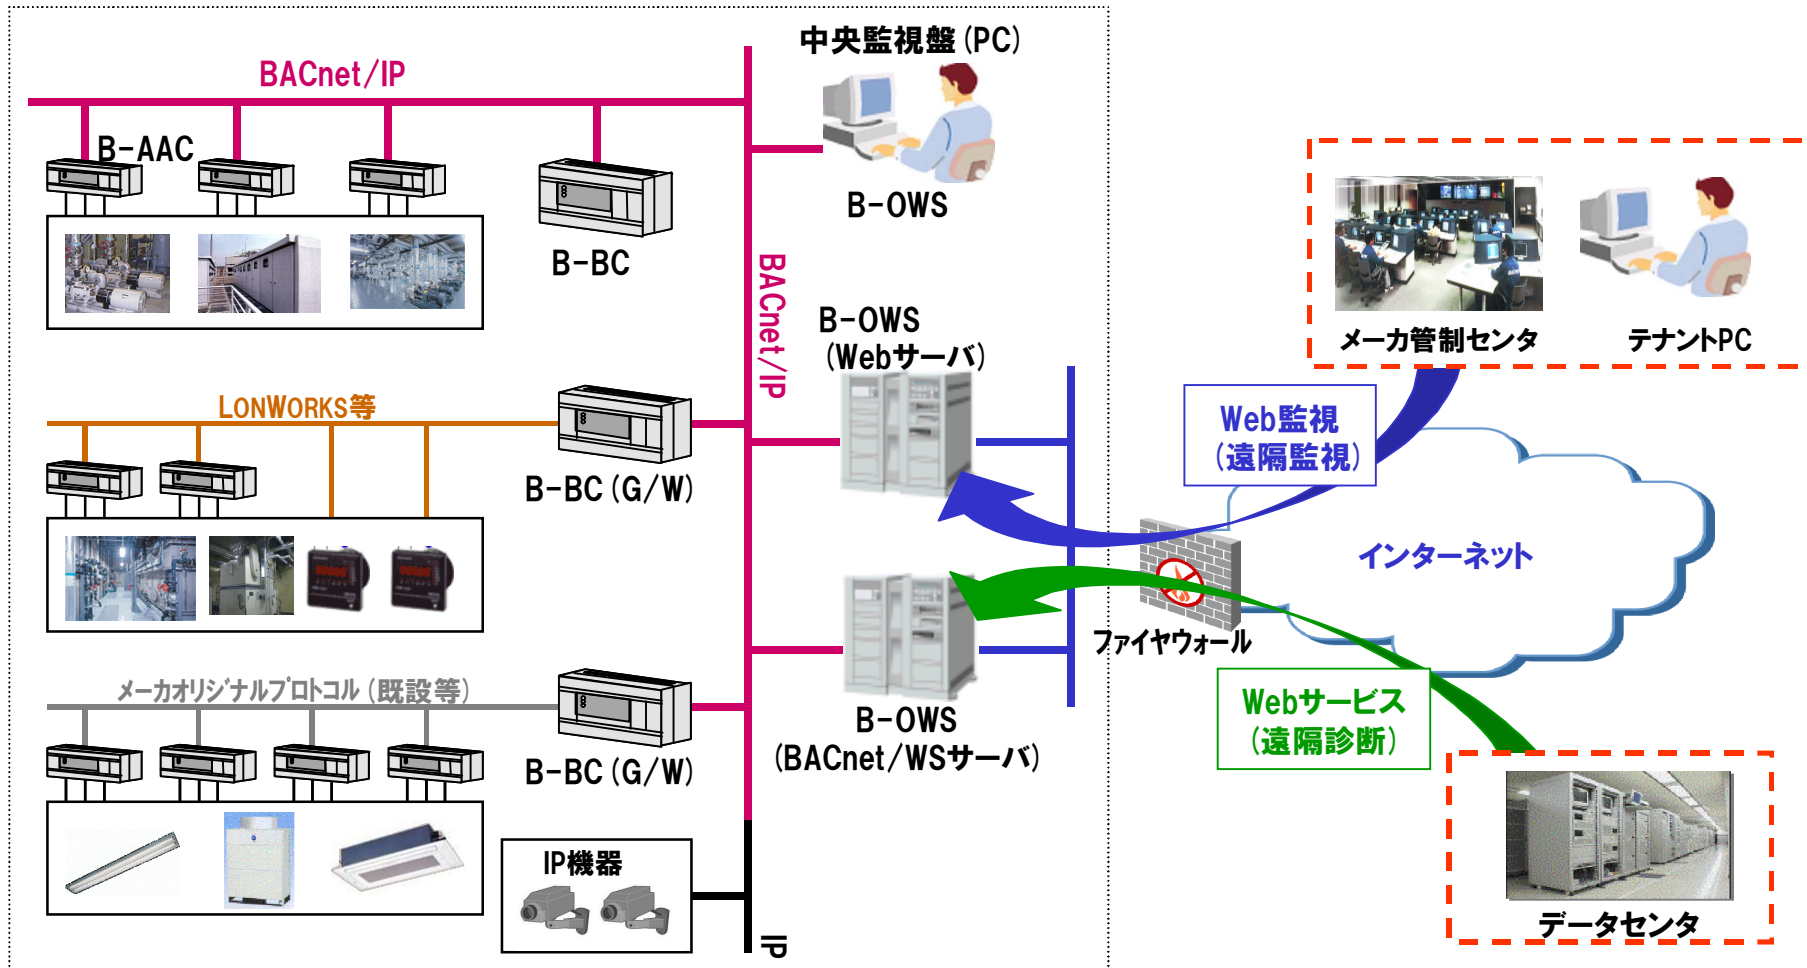 中央監視盤(PC)
BACnet/IP
B-AAC
B-OWS
B-BC
BACnet/IP
B-OWS
(Webサーバ)
メーカ管制センタ
テナントPC
LONWORKS等
Web監視
(遠隔監視)
B-BC(G/W)
インターネット
ファイヤウォール
メーカオリジナルプロトコル(既設等)
Webサービス
(遠隔診断)
B-OWS
(BACnet/WSサーバ)
B-BC(G/W)
IP機器
データセンタ
IP